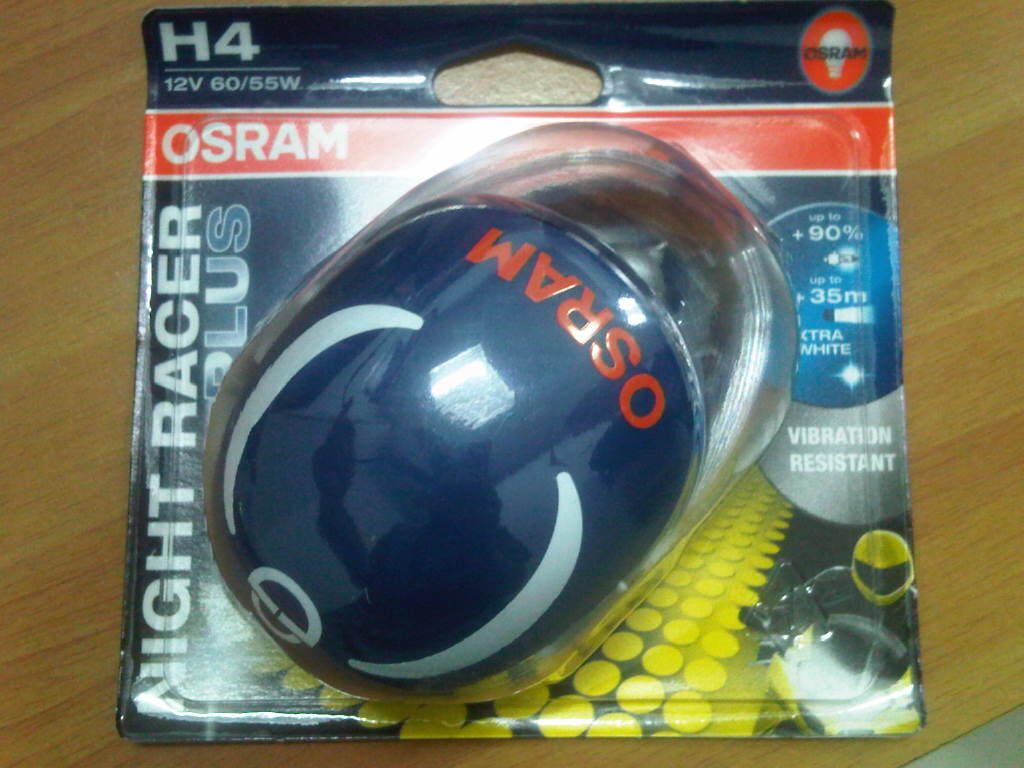 H4
12V 60/55W
OSRAM
OSRAM
NIGHT RACER
PLUS
OSRAM
up to
+90%
up to
+35m
XTRA
WHITE
VIBRATION
RESISTANT